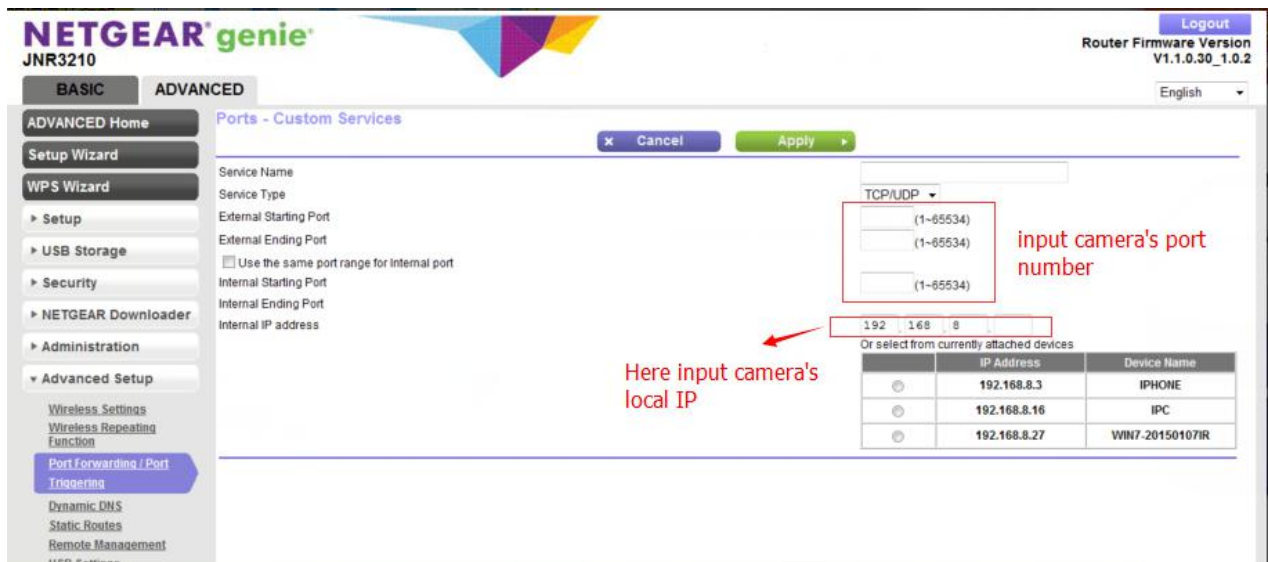 NETGEAR® genie®
Logout
JNR3210
Router Firmware Version
V1.1.0.30_1.0.2
BASIC
ADVANCED
English
ADVANCED Home
Setup Wizard
WPS Wizard
Setup
USB Storage
Security
NETGEAR Downloader
Administration
Advanced Setup
Wireless Settings
Wireless Repeating
Function
Port Forwarding / Port
Triggering
Dynamic DNS
Static Routes
Remote Management
Ports - Custom Services
x Cancel
Apply
Service Name
Service Type
TCP/UDP
External Starting Port
(1~65534)
External Ending Port
(1~65534)
Use the same port range for Internal port
Internal Starting Port
(1~65534)
Internal Ending Port
Internal IP address
192 . 168 . 8 .
input camera's port
number
Here input camera's
local IP
Or select from currently attached devices
IP Address Device Name
192.168.8.3 IPHONE
192.168.8.16 IPC
192.168.8.27 WIN7-20150107IR